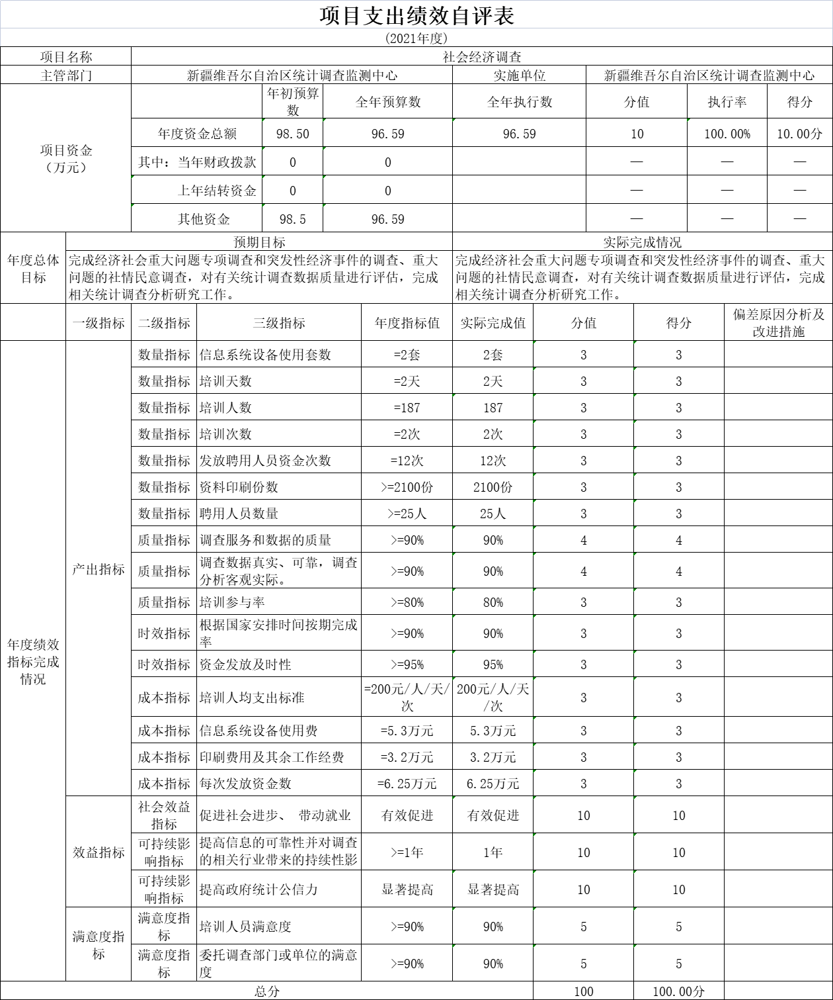 项目支出绩效自评表
(2021年度)
项目名称 社会经济调查
主管部门 新疆维吾尔自治区统计调查监测中心 实施单位 新疆维吾尔自治区统计调查监测中心
项目资金
（万元）
年初预算数 全年预算数 全年执行数 分值 执行率 得分
年度资金总额 98.50 96.59 96.59 10 100.00% 10.00分
其中：当年财政拨款 0 0 — — —
上年结转资金 0 0 — — —
其他资金 98.5 96.59 — — —
年度总体目标
预期目标 实际完成情况
完成经济社会重大问题专项调查和突发性经济事件的调查、重大
问题的社情民意调查，对有关统计调查数据质量进行评估，完成
相关统计调查分析研究工作。
完成经济社会重大问题专项调查和突发性经济事件的调查、重大
问题的社情民意调查，对有关统计调查数据质量进行评估，完成
相关统计调查分析研究工作。
一级指标 二级指标 三级指标 年度指标值 实际完成值 分值 得分 偏差原因分析及改进措施
年度绩效指标完成情况
产出指标
数量指标 信息系统设备使用套数 =2套 2套 3 3
数量指标 培训天数 =2天 2天 3 3
数量指标 培训人数 =187 187 3 3
数量指标 培训次数 =2次 2次 3 3
数量指标 发放聘用人员资金次数 =12次 12次 3 3
数量指标 资料印刷份数 >=2100份 2100份 3 3
数量指标 聘用人员数量 >=25人 25人 3 3
质量指标 调查服务和数据的质量 >=90% 90% 4 4
质量指标 调查数据真实、可靠，调查分析客观实际。 >=90% 90% 4 4
质量指标 培训参与率 >=80% 80% 3 3
时效指标 根据国家安排时间按期完成率 >=90% 90% 3 3
时效指标 资金发放及时性 >=95% 95% 3 3
成本指标 培训人均支出标准 =200元/人/天/次 200元/人/天/次 3 3
成本指标 信息系统设备使用费 =5.3万元 5.3万元 3 3
成本指标 印刷费用及其余工作经费 =3.2万元 3.2万元 3 3
成本指标 每次发放资金数 =6.25万元 6.25万元 3 3
效益指标
社会效益指标 促进社会进步、 带动就业 有效促进 有效促进 10 10
可持续影响指标 提高信息的可靠性并对调查的相关行业带来的持续性影 >=1年 1年 10 10
可持续影响指标 提高政府统计公信力 显著提高 显著提高 10 10
满意度指标
满意度指标 培训人员满意度 >=90% 90% 5 5
满意度指标 委托调查部门或单位的满意度 >=90% 90% 5 5
总分 100 100.00分